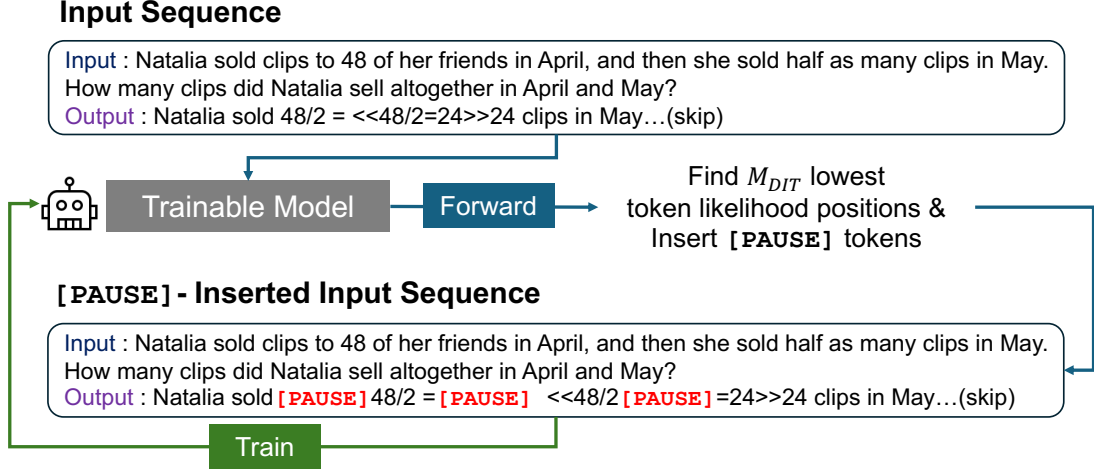 Input Sequence
Input : Natalia sold clips to 48 of her friends in April, and then she sold half as many clips in May.
How many clips did Natalia sell altogether in April and May?
Output : Natalia sold 48/2 = <<48/2=24>>24 clips in May…(skip)
Trainable Model
Forward
Find M_DIT lowest
token likelihood positions &
Insert [PAUSE] tokens
[PAUSE]- Inserted Input Sequence
Input : Natalia sold clips to 48 of her friends in April, and then she sold half as many clips in May.
How many clips did Natalia sell altogether in April and May?
Output : Natalia sold[PAUSE]48/2 =[PAUSE] <<48/2[PAUSE]=24>>24 clips in May…(skip)
Train